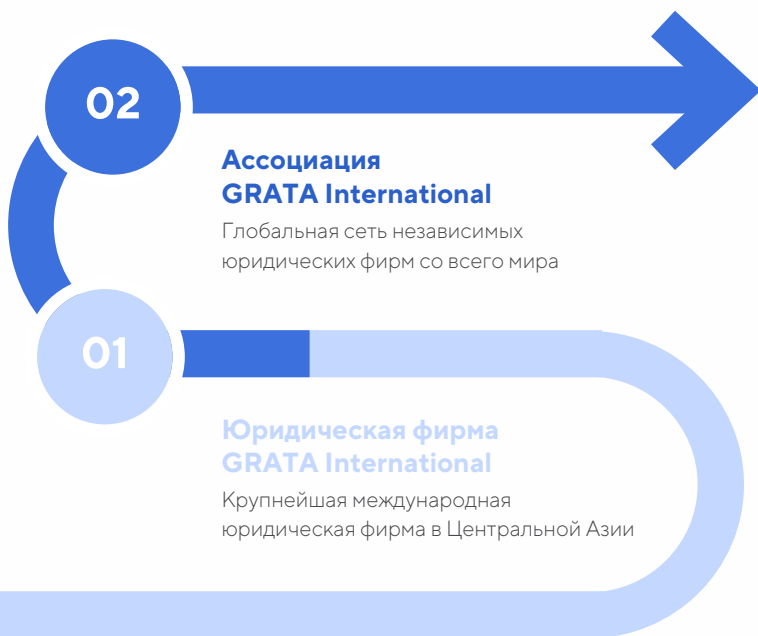 02
Ассоциация
GRATA International
Глобальная сеть независимых
юридических фирм со всего мира
01
Юридическая фирма
GRATA International
Крупнейшая международная
юридическая фирма в Центральной Азии